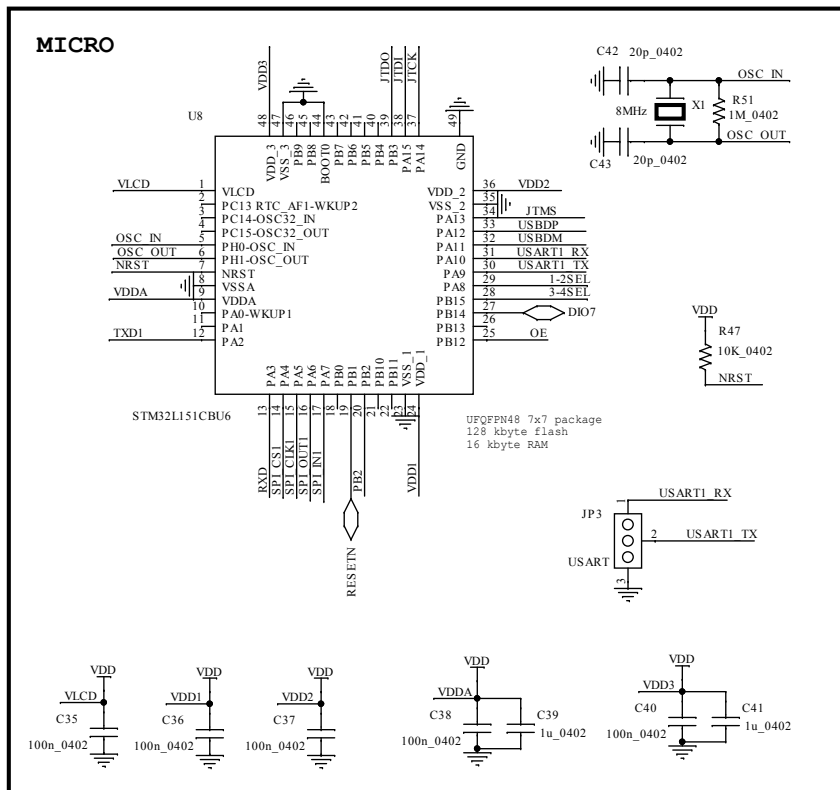 MICRO
VDD3
JTDO
JTDI
JTCK
U8
48
47
46
45
44
43
42
41
40
39
38
37
49
VDD_3
VSS_3
PB9
PB8
BOOT0
PB7
PB6
PB5
PB4
PB3
PA15
PA14
GND
VLCD 1 VLCD
2 PC13 RTC_AF1-WKUP2
3 PC14-OSC32_IN
4 PC15-OSC32_OUT
OSC_IN 5 PH0-OSC_IN
OSC_OUT 6 PH1-OSC_OUT
NRST 7 NRST
8 VSSA
VDDA 9 VDDA
10 PA0-WKUP1
11 PA1
TXD1 12 PA2
VDD_2 36 VDD2
VSS_2 35
PA13 34 JTMS
PA12 33 USBDP
PA11 32 USBDM
PA10 31 USART1_RX
PA9 30 USART1_TX
PA8 29 1-2SEL
PB15 28 3-4SEL
PB14 27 DIO7
PB13 26
PB12 25 OE
PA3
PA4
PA5
PA6
PA7
PB0
PB1
PB2
PB10
PB11
VSS_1
VDD_1
13
14
15
16
17
18
19
20
21
22
23
24
STM32L151CBU6
RXD
SPI_CS1
SPI_CLK1
SPI_OUT1
SPI_IN1
RESETN
PB2
VDD1
UFQFPN48 7x7 package
128 kbyte flash
16 kbyte RAM
C42 20p_0402
OSC_IN
8MHz
X1
R51
1M_0402
OSC_OUT
C43 20p_0402
VDD
R47
10K_0402
NRST
1 USART1_RX
JP3
2 USART1_TX
USART
3
VDD
VLCD
C35
100n_0402
VDD
VDD1
C36
100n_0402
VDD
VDD2
C37
100n_0402
VDD
VDDA
C38
100n_0402
C39
1u_0402
VDD
VDD3
C40
100n_0402
C41
1u_0402